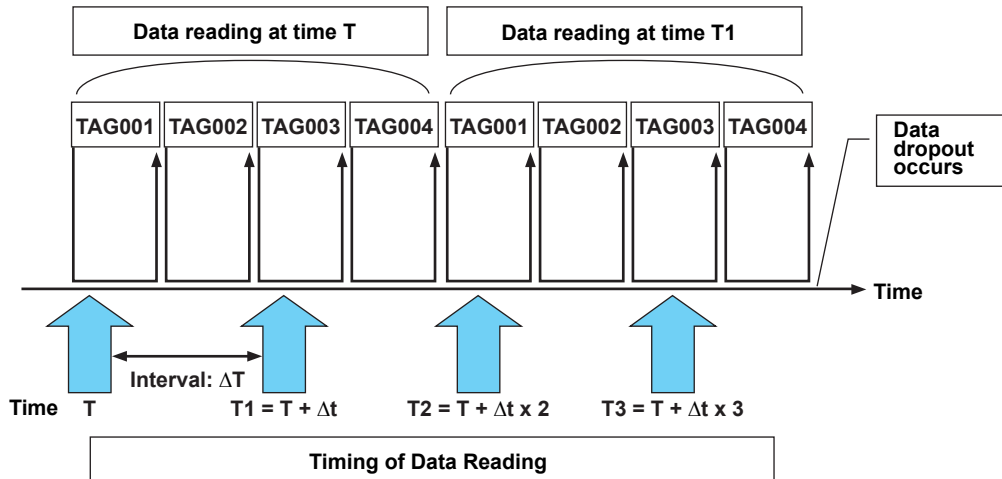 Data reading at time T
Data reading at time T1
TAG001 TAG002 TAG003 TAG004 TAG001 TAG002 TAG003 TAG004
Data
dropout
occurs
Time
Interval: ΔT
Time T T1 = T + Δt T2 = T + Δt x 2 T3 = T + Δt x 3
Timing of Data Reading